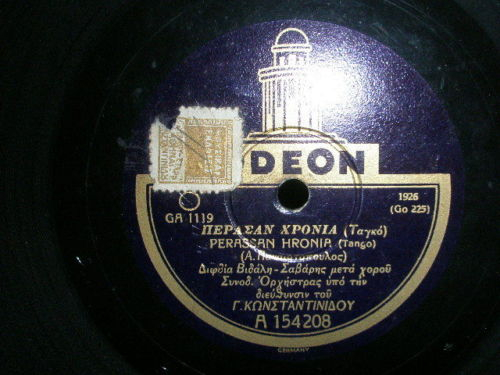 DEON
GA 1119
1926
(Go 225)
ΠΕΡΑΣΑΝ ΧΡΟΝΙΑ (Ταγκό)
PERASSAN HRONIA (Tango)
Διφδία Βιδάλη - Σαβάρης μετά χορού
Συνοδ. Ὀρχήστρας ὑπό τήν
διεύθυνσιν τοῦ
Γ. ΚΩΝΣΤΑΝΤΙΝΙΔΟΥ
A 154208
GERMANY